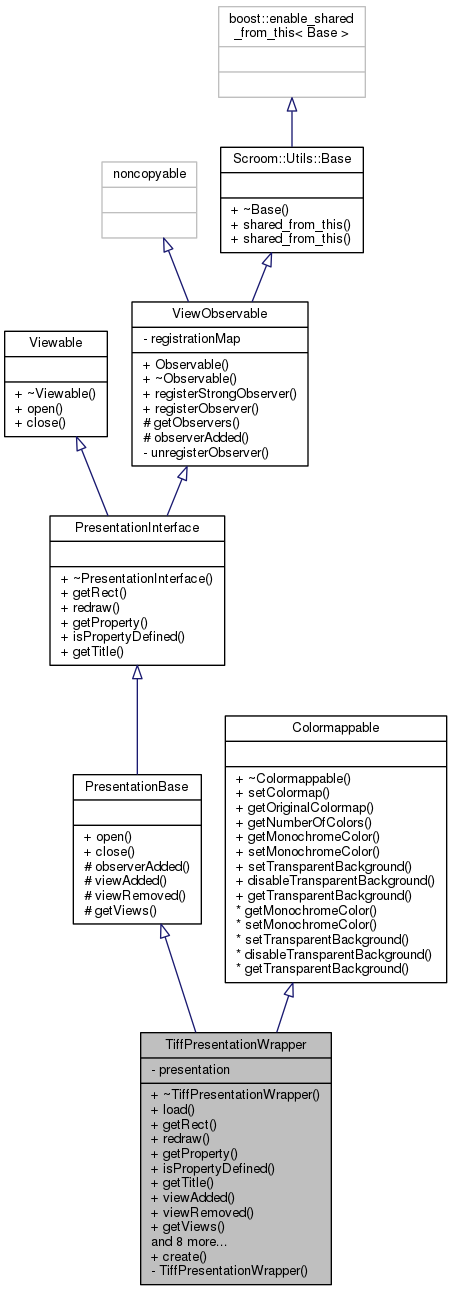 boost::enable_shared
_from_this< Base >
Scroom::Utils::Base
+ ~Base()
+ shared_from_this()
+ shared_from_this()
noncopyable
ViewObservable
- registrationMap
+ Observable()
+ ~Observable()
+ registerStrongObserver()
+ registerObserver()
# getObservers()
# observerAdded()
- unregisterObserver()
Viewable
+ ~Viewable()
+ open()
+ close()
PresentationInterface
+ ~PresentationInterface()
+ getRect()
+ redraw()
+ getProperty()
+ isPropertyDefined()
+ getTitle()
PresentationBase
+ open()
+ close()
# observerAdded()
# viewAdded()
# viewRemoved()
# getViews()
Colormappable
+ ~Colormappable()
+ setColormap()
+ getOriginalColormap()
+ getNumberOfColors()
+ getMonochromeColor()
+ setMonochromeColor()
+ setTransparentBackground()
+ disableTransparentBackground()
+ getTransparentBackground()
* getMonochromeColor()
* setMonochromeColor()
* setTransparentBackground()
* disableTransparentBackground()
* getTransparentBackground()
TiffPresentationWrapper
- presentation
+ ~TiffPresentationWrapper()
+ load()
+ getRect()
+ redraw()
+ getProperty()
+ isPropertyDefined()
+ getTitle()
+ viewAdded()
+ viewRemoved()
+ getViews()
and 8 more...
+ create()
- TiffPresentationWrapper()